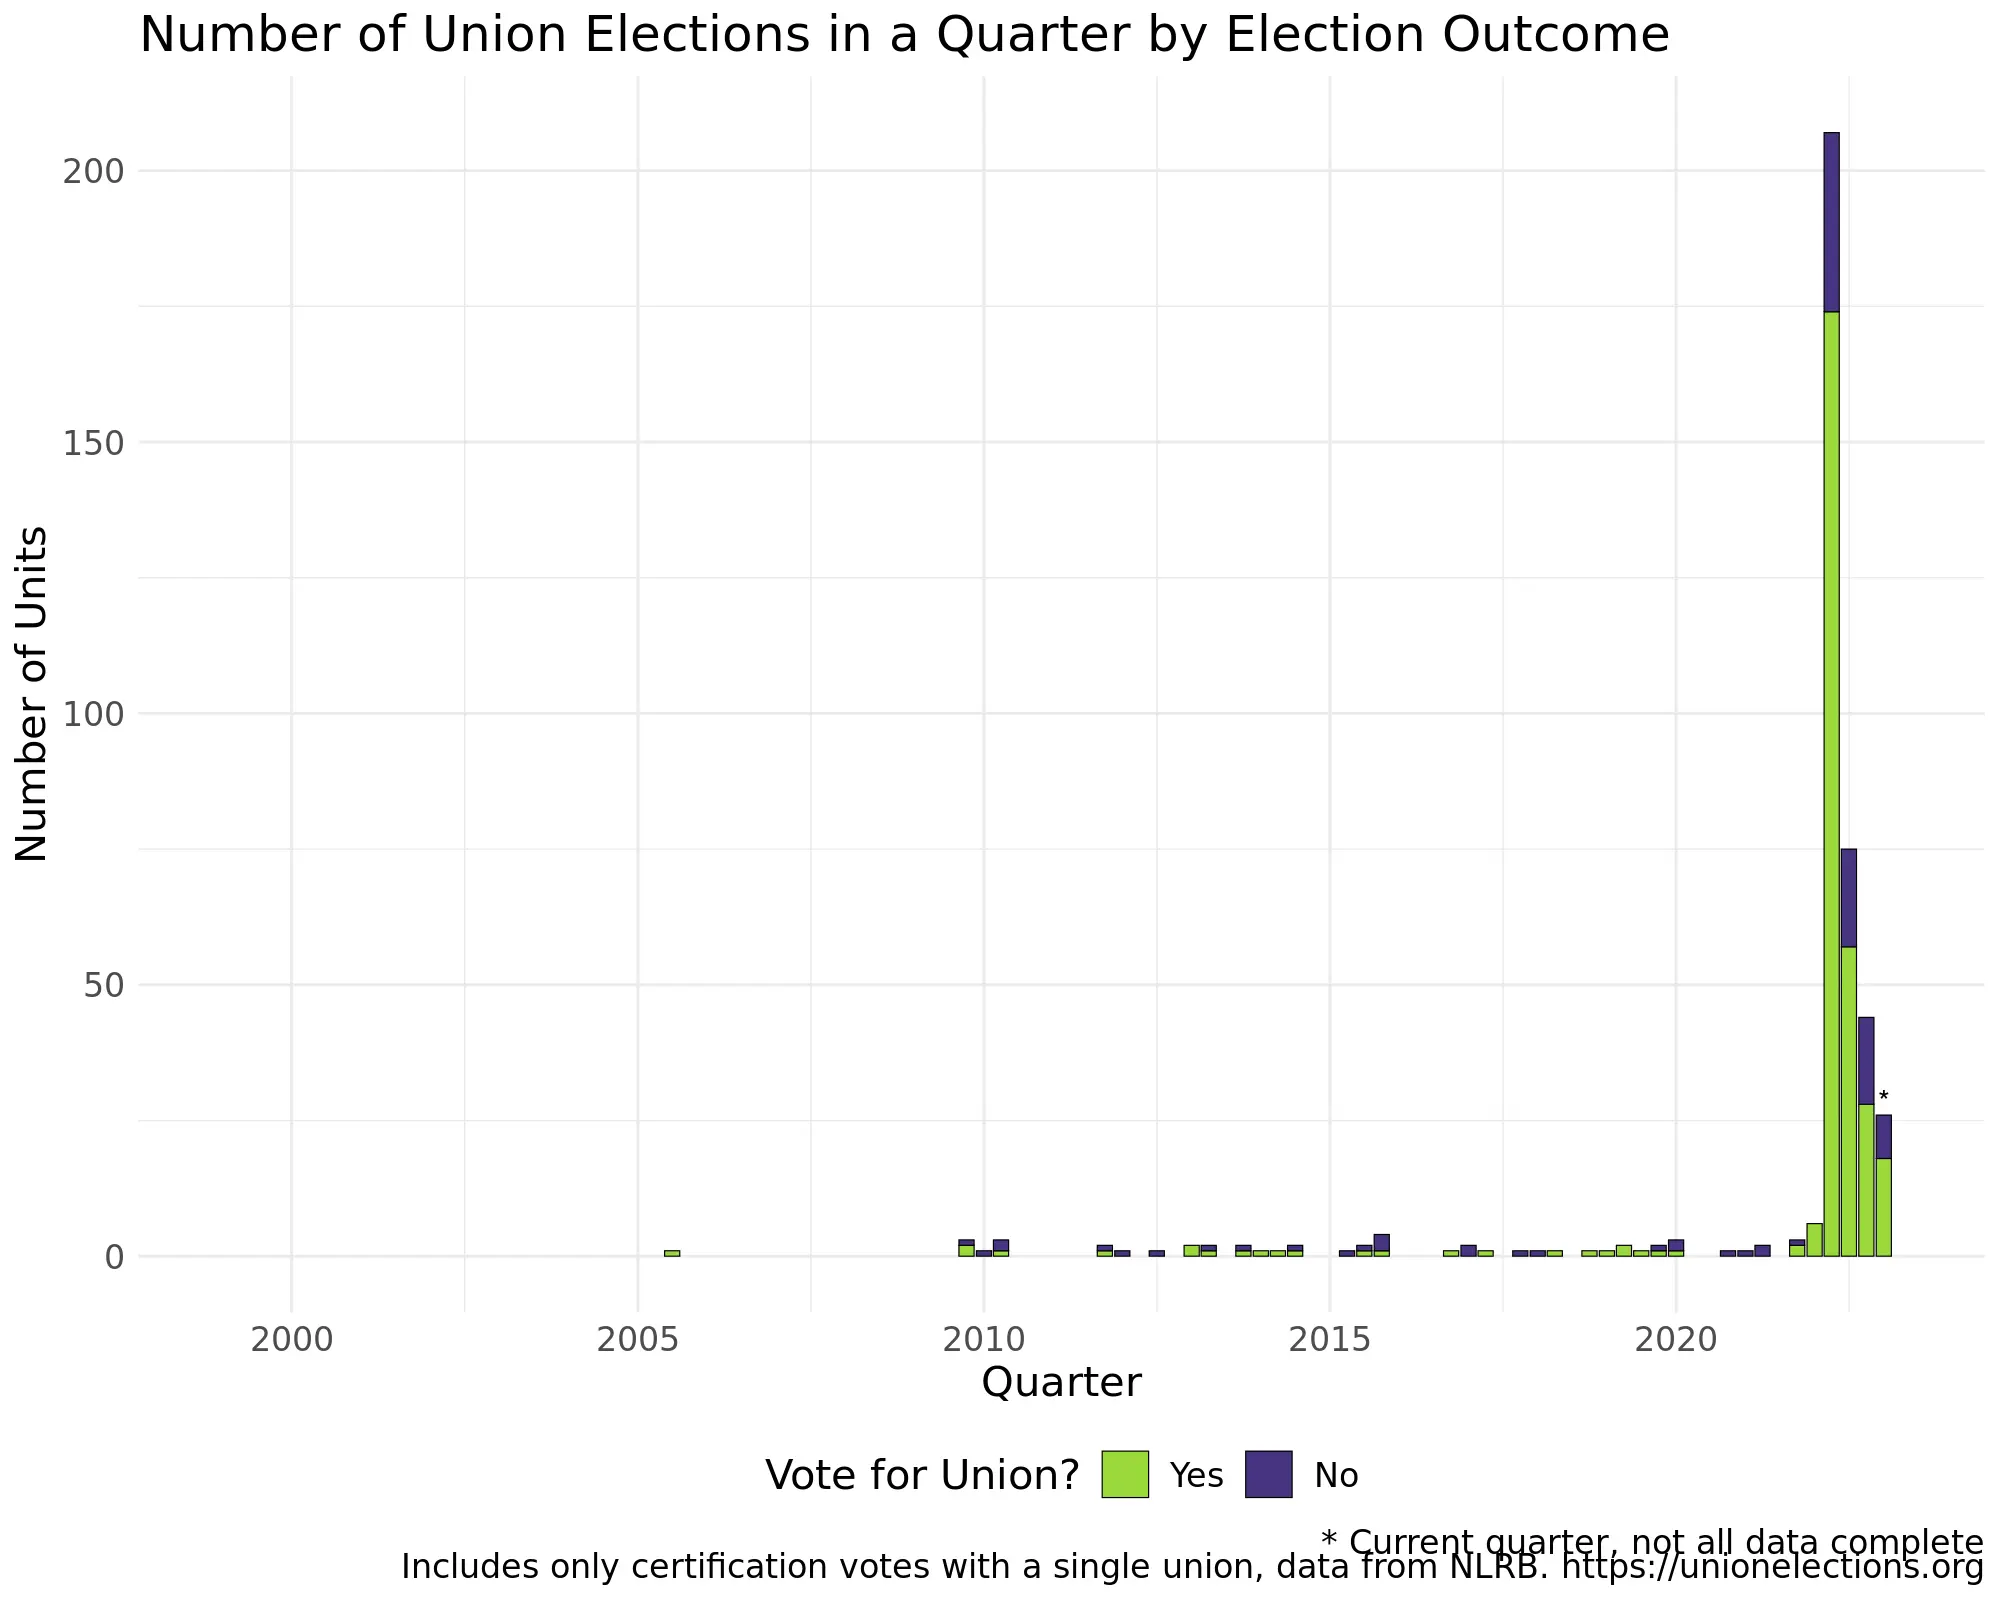 Number of Union Elections in a Quarter by Election Outcome
200
150
100
50
0
Number of Units
*
2000 2005 2010 2015 2020
Quarter
Vote for Union? Yes No
* Current quarter, not all data complete
Includes only certification votes with a single union, data from NLRB. https://unionelections.org